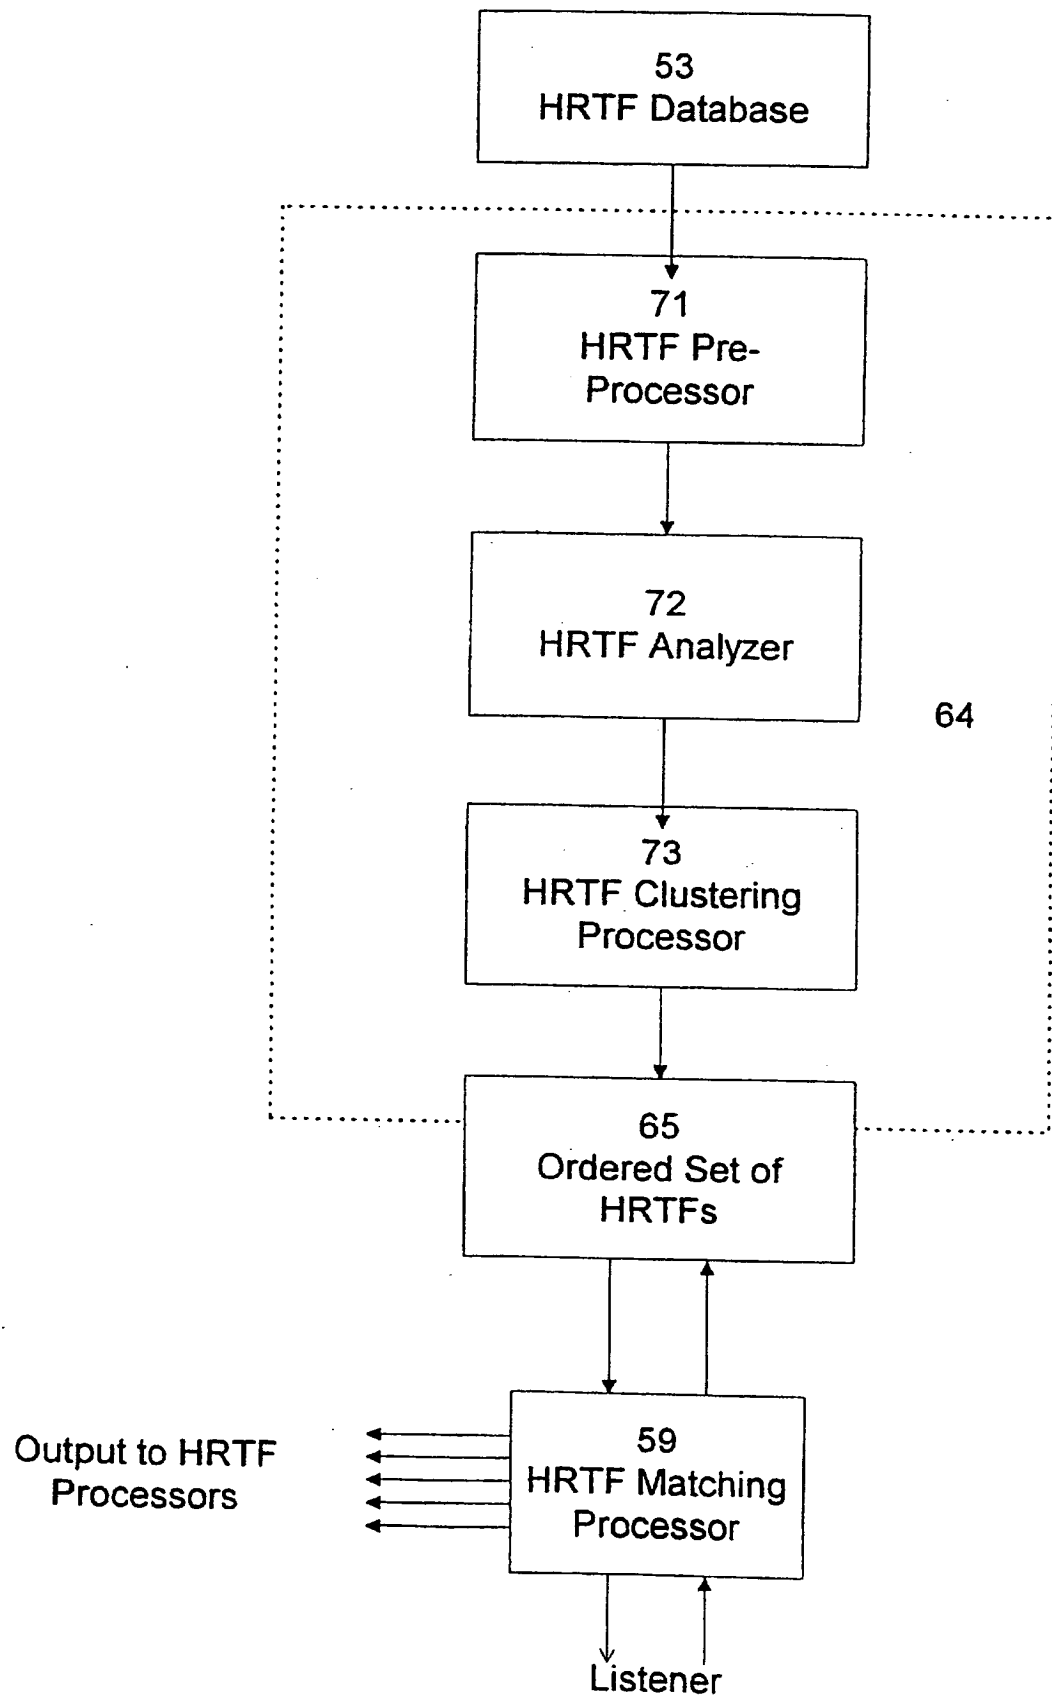 53
HRTF Database
71
HRTF Pre-
Processor
72
HRTF Analyzer
64
73
HRTF Clustering
Processor
65
Ordered Set of
HRTFs
Output to HRTF
Processors
59
HRTF Matching
Processor
Listener